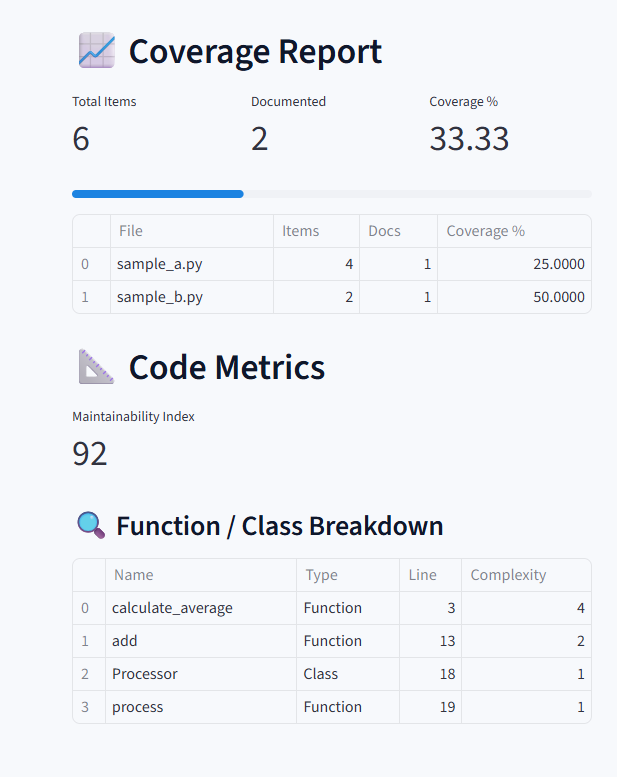 Coverage Report
Total Items Documented Coverage %
6 2 33.33
File Items Docs Coverage %
0 sample_a.py 4 1 25.0000
1 sample_b.py 2 1 50.0000
Code Metrics
Maintainability Index
92
Function / Class Breakdown
Name Type Line Complexity
0 calculate_average Function 3 4
1 add Function 13 2
2 Processor Class 18 1
3 process Function 19 1